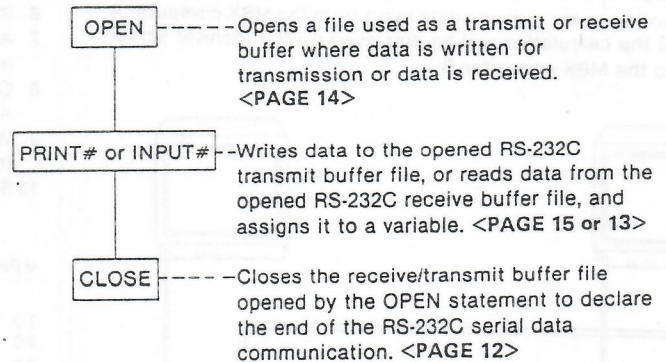 OPEN --Opens a file used as a transmit or receive
buffer where data is written for
transmission or data is received.
<PAGE 14>
PRINT# or INPUT# --Writes data to the opened RS-232C
transmit buffer file, or reads data from the
opened RS-232C receive buffer file, and
assigns it to a variable. <PAGE 15 or 13>
CLOSE -----Closes the receive/transmit buffer file
opened by the OPEN statement to declare
the end of the RS-232C serial data
communication. <PAGE 12>